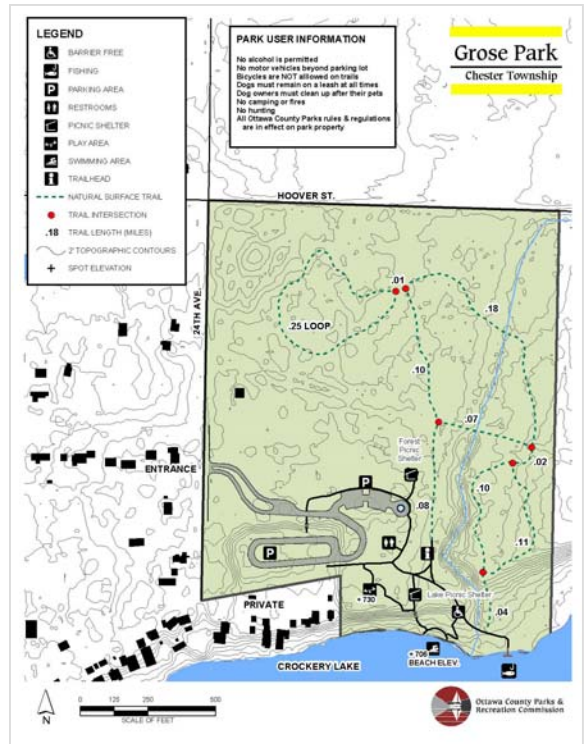 LEGEND
BARRIER FREE
FISHING
P
PARKING AREA
RESTROOMS
PICNIC SHELTER
PLAY AREA
SWIMMING AREA
TRAILHEAD
NATURAL SURFACE TRAIL
TRAIL INTERSECTION
.18 TRAIL LENGTH (MILES)
2' TOPOGRAPHIC CONTOURS
+ SPOT ELEVATION
PARK USER INFORMATION
No alcohol is permitted
No motor vehicles beyond parking lot
Bicycles are NOT allowed on trails
Dogs must remain on a leash at all times
Dog owners must clean up after their pets
No camping or fires
No hunting
All Ottawa County Parks rules & regulations
are in effect on park property
Grose Park
Chester Township
HOOVER ST.
24TH AVE.
.01
.18
.25 LOOP
.10
.07
.02
Forest
Picnic
Shelter
ENTRANCE
P
.10
.08
P
.11
Lake Picnic Shelter
+ 730
.04
PRIVATE
+ 706
BEACH ELEV.
CROCKERY LAKE
N
0 125 250 500
SCALE OF FEET
Ottawa County Parks &
Recreation Commission